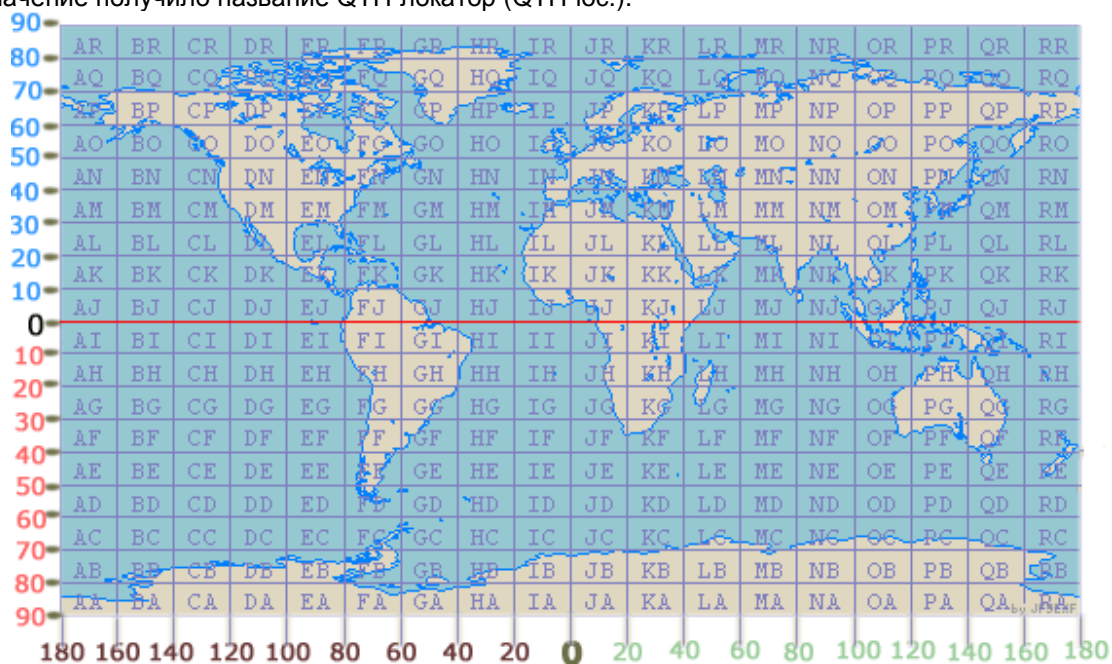 начение получило название QTH локатор (QTH loc.).
90 AR BR CR DR ER FR GR HR IR JR KR LR MR NR OR PR QR RR
80 AQ BQ CQ FQ GQ HQ IQ JQ KQ LQ MQ NQ OQ PQ QQ RQ
70 AP BP CP DP EP FP GP HP IP JP KP LP MP NP OP PP QP RP
60 AO BO CO DO EO FO GO HO JO KO LO MO NO OO PO QO RO
50 AN BN CN DN EN FN GN HN IN JN KN LN MN NN ON PN QN RN
40 AM BM CM DM EM FM GM HM IM JM KM LM MM NM OM PM QM RM
30 AL BL CL DL EL FL GL HL IL JL KL LL ML NL OL PL QL RL
20 AK BK CK DK EK FK GK HK IK JK KK LK MK NK OK PK QK RK
10 AJ BJ CJ DJ EJ FJ GJ HJ IJ JJ KJ LJ MJ NJ OJ PJ QJ RJ
0 AI BI CI DI EI FI GI HI II JI KI LI MI NI OI PI QI RI
10 AH BH CH DH EH FH GH HH IH JH KH LH MH NH OH PH QH RH
20 AG BG CG DG EG FG GG HG IG JG KG LG MG NG OG PG QG RG
30 AF BF CF DF EF FF GF HF IF JF KF LF MF NF OF PF QF RF
40 AE BE CE DE EE FE GE HE IE JE KE LE ME NE OE PE QE RE
50 AD BD CD DD ED FD GD HD ID JD KD LD MD ND OD PD QD RD
60 AC BC CC DC EC FC GC HC IC JC KC LC MC NC OC PC QC RC
70 AB BB CB DB EB FB GB HB IB JB KB LB MB NB OB PB QB RB
80 AA BA CA DA EA FA GA HA IA JA KA LA MA NA OA PA QA RA
90 by
180 160 140 120 100 80 60 40 20 0 20 40 60 80 100 120 140 160 180